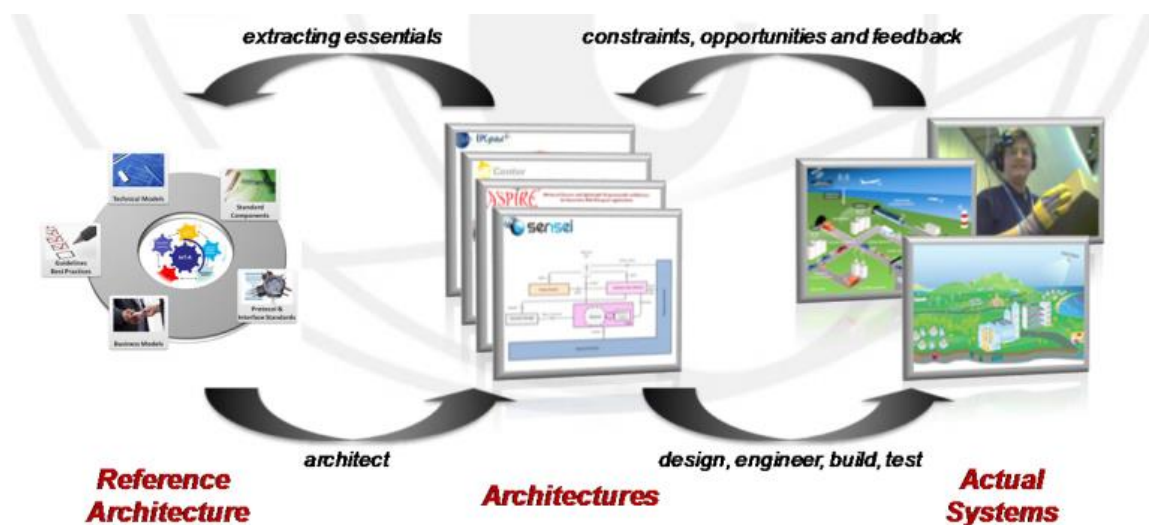 extracting essentials
constraints, opportunities and feedback
Technical Models
Standard
Components
Guidelines
Best Practices
Protocol &
Interface Standards
Business Models
Center
sensei
architect
design, engineer, build, test
Reference
Architecture
Architectures
Actual
Systems